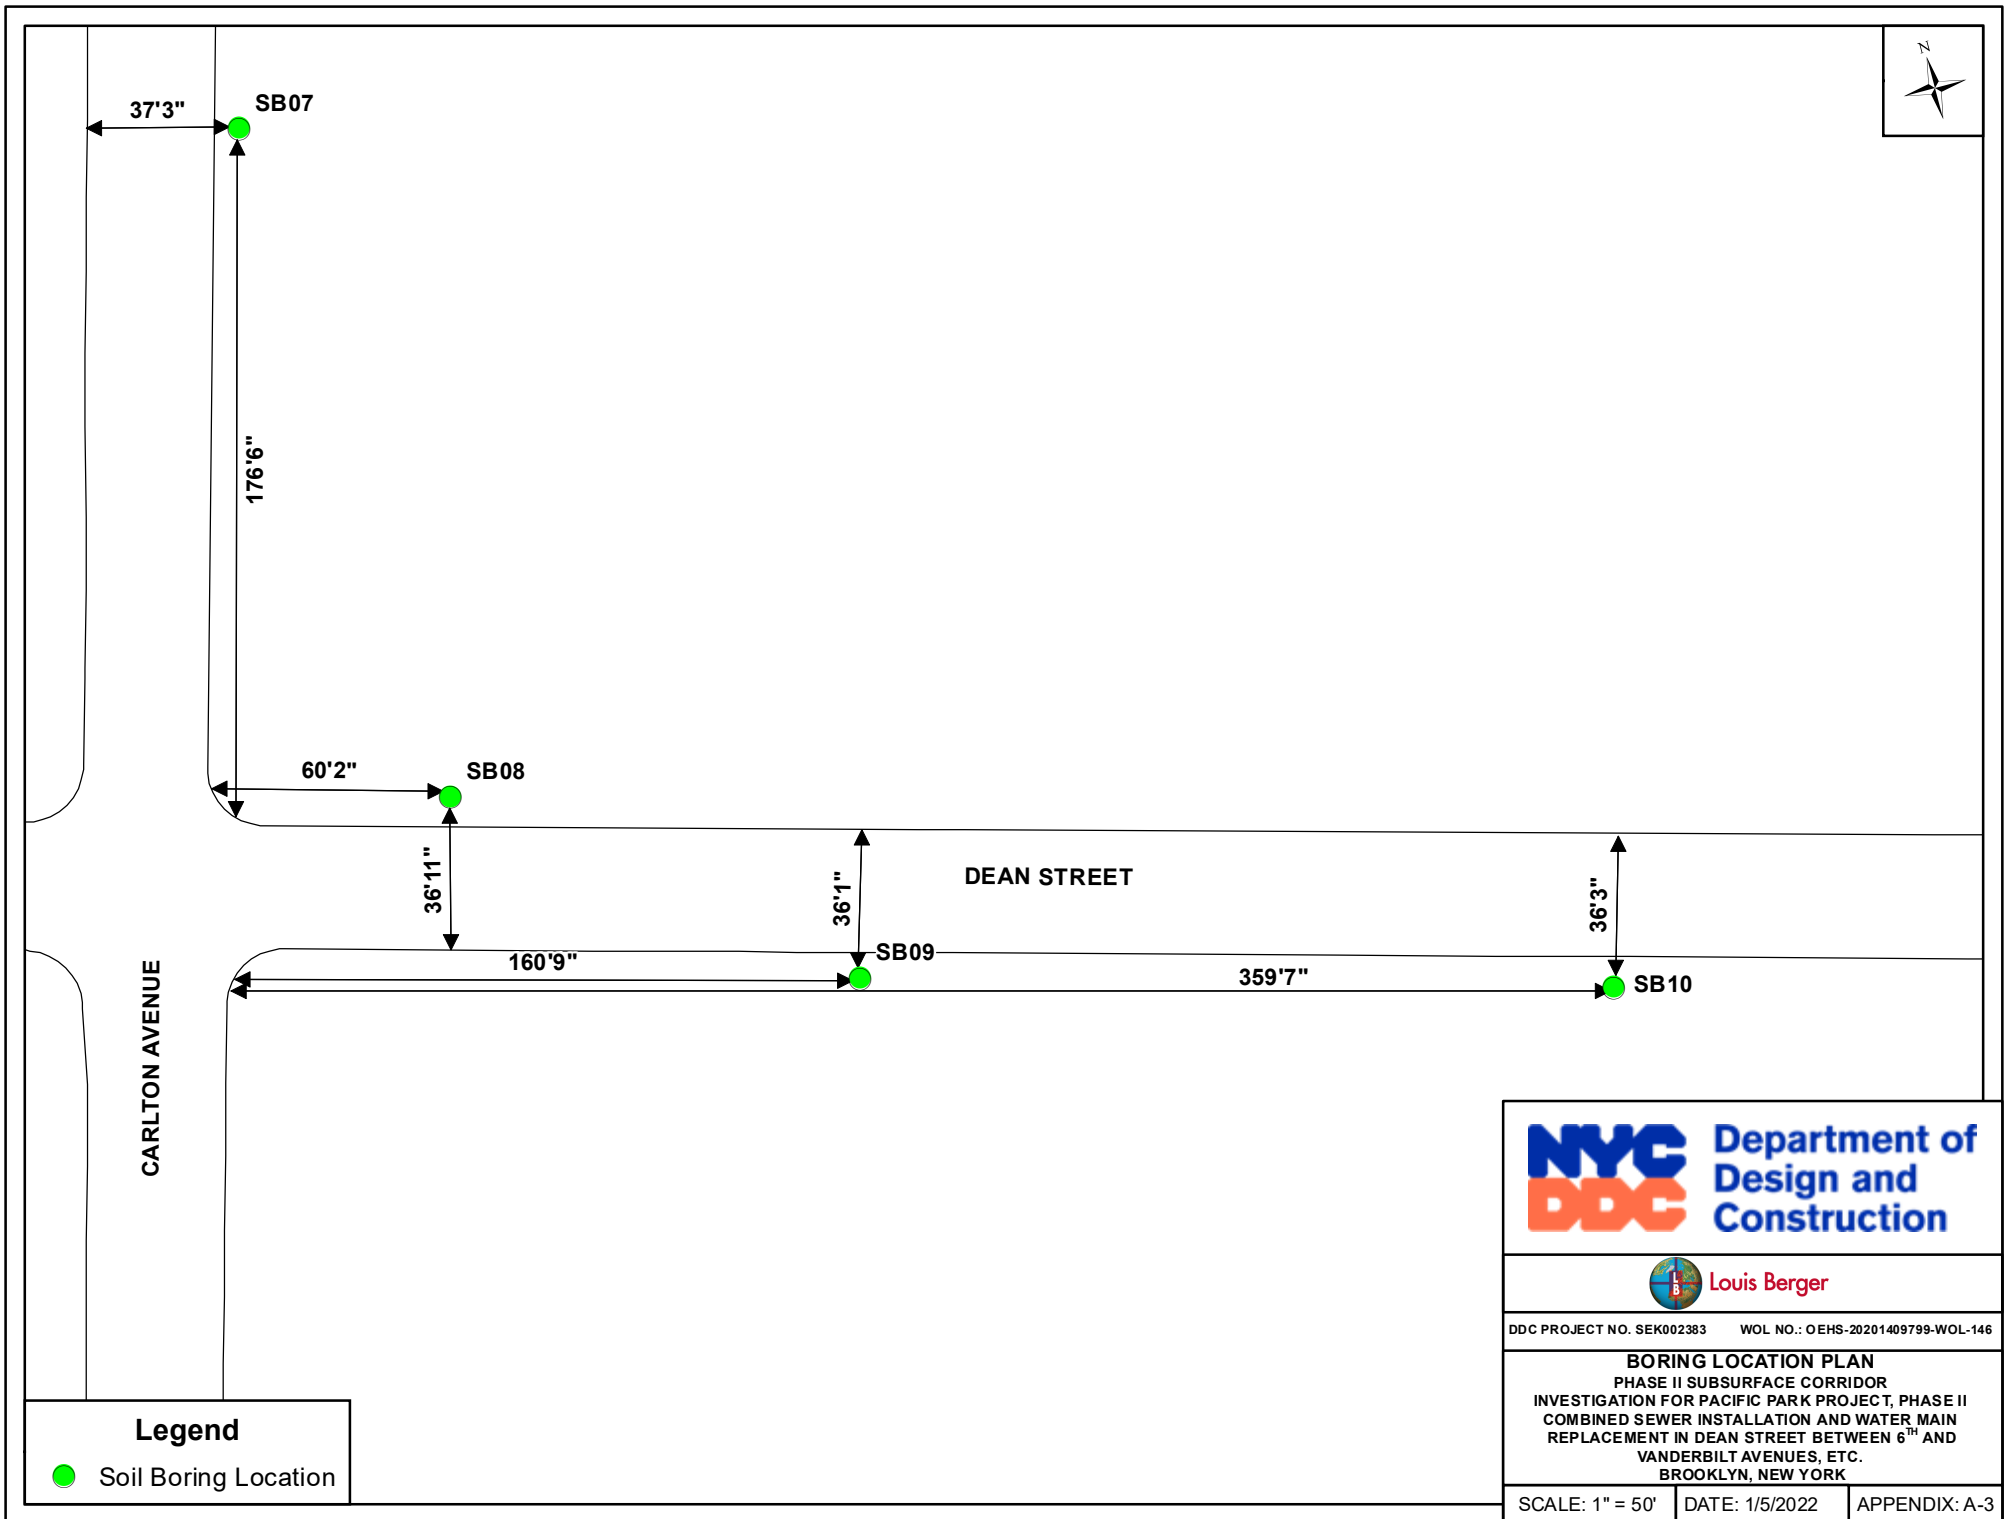 N
37'3"
SB07
176'6"
60'2"
SB08
36'11"
36'1"
DEAN STREET
36'3"
SB09
160'9"
359'7"
SB10
CARLTON AVENUE
NYC
DDC
Department of
Design and
Construction
L
B
Louis Berger
DDC PROJECT NO. SEK002383 WOL NO.: OEHS-20201409799-WOL-146
BORING LOCATION PLAN
PHASE II SUBSURFACE CORRIDOR
INVESTIGATION FOR PACIFIC PARK PROJECT, PHASE II
COMBINED SEWER INSTALLATION AND WATER MAIN
REPLACEMENT IN DEAN STREET BETWEEN 6TH AND
VANDERBILT AVENUES, ETC.
BROOKLYN, NEW YORK
SCALE: 1" = 50' DATE: 1/5/2022 APPENDIX: A-3
Legend
Soil Boring Location